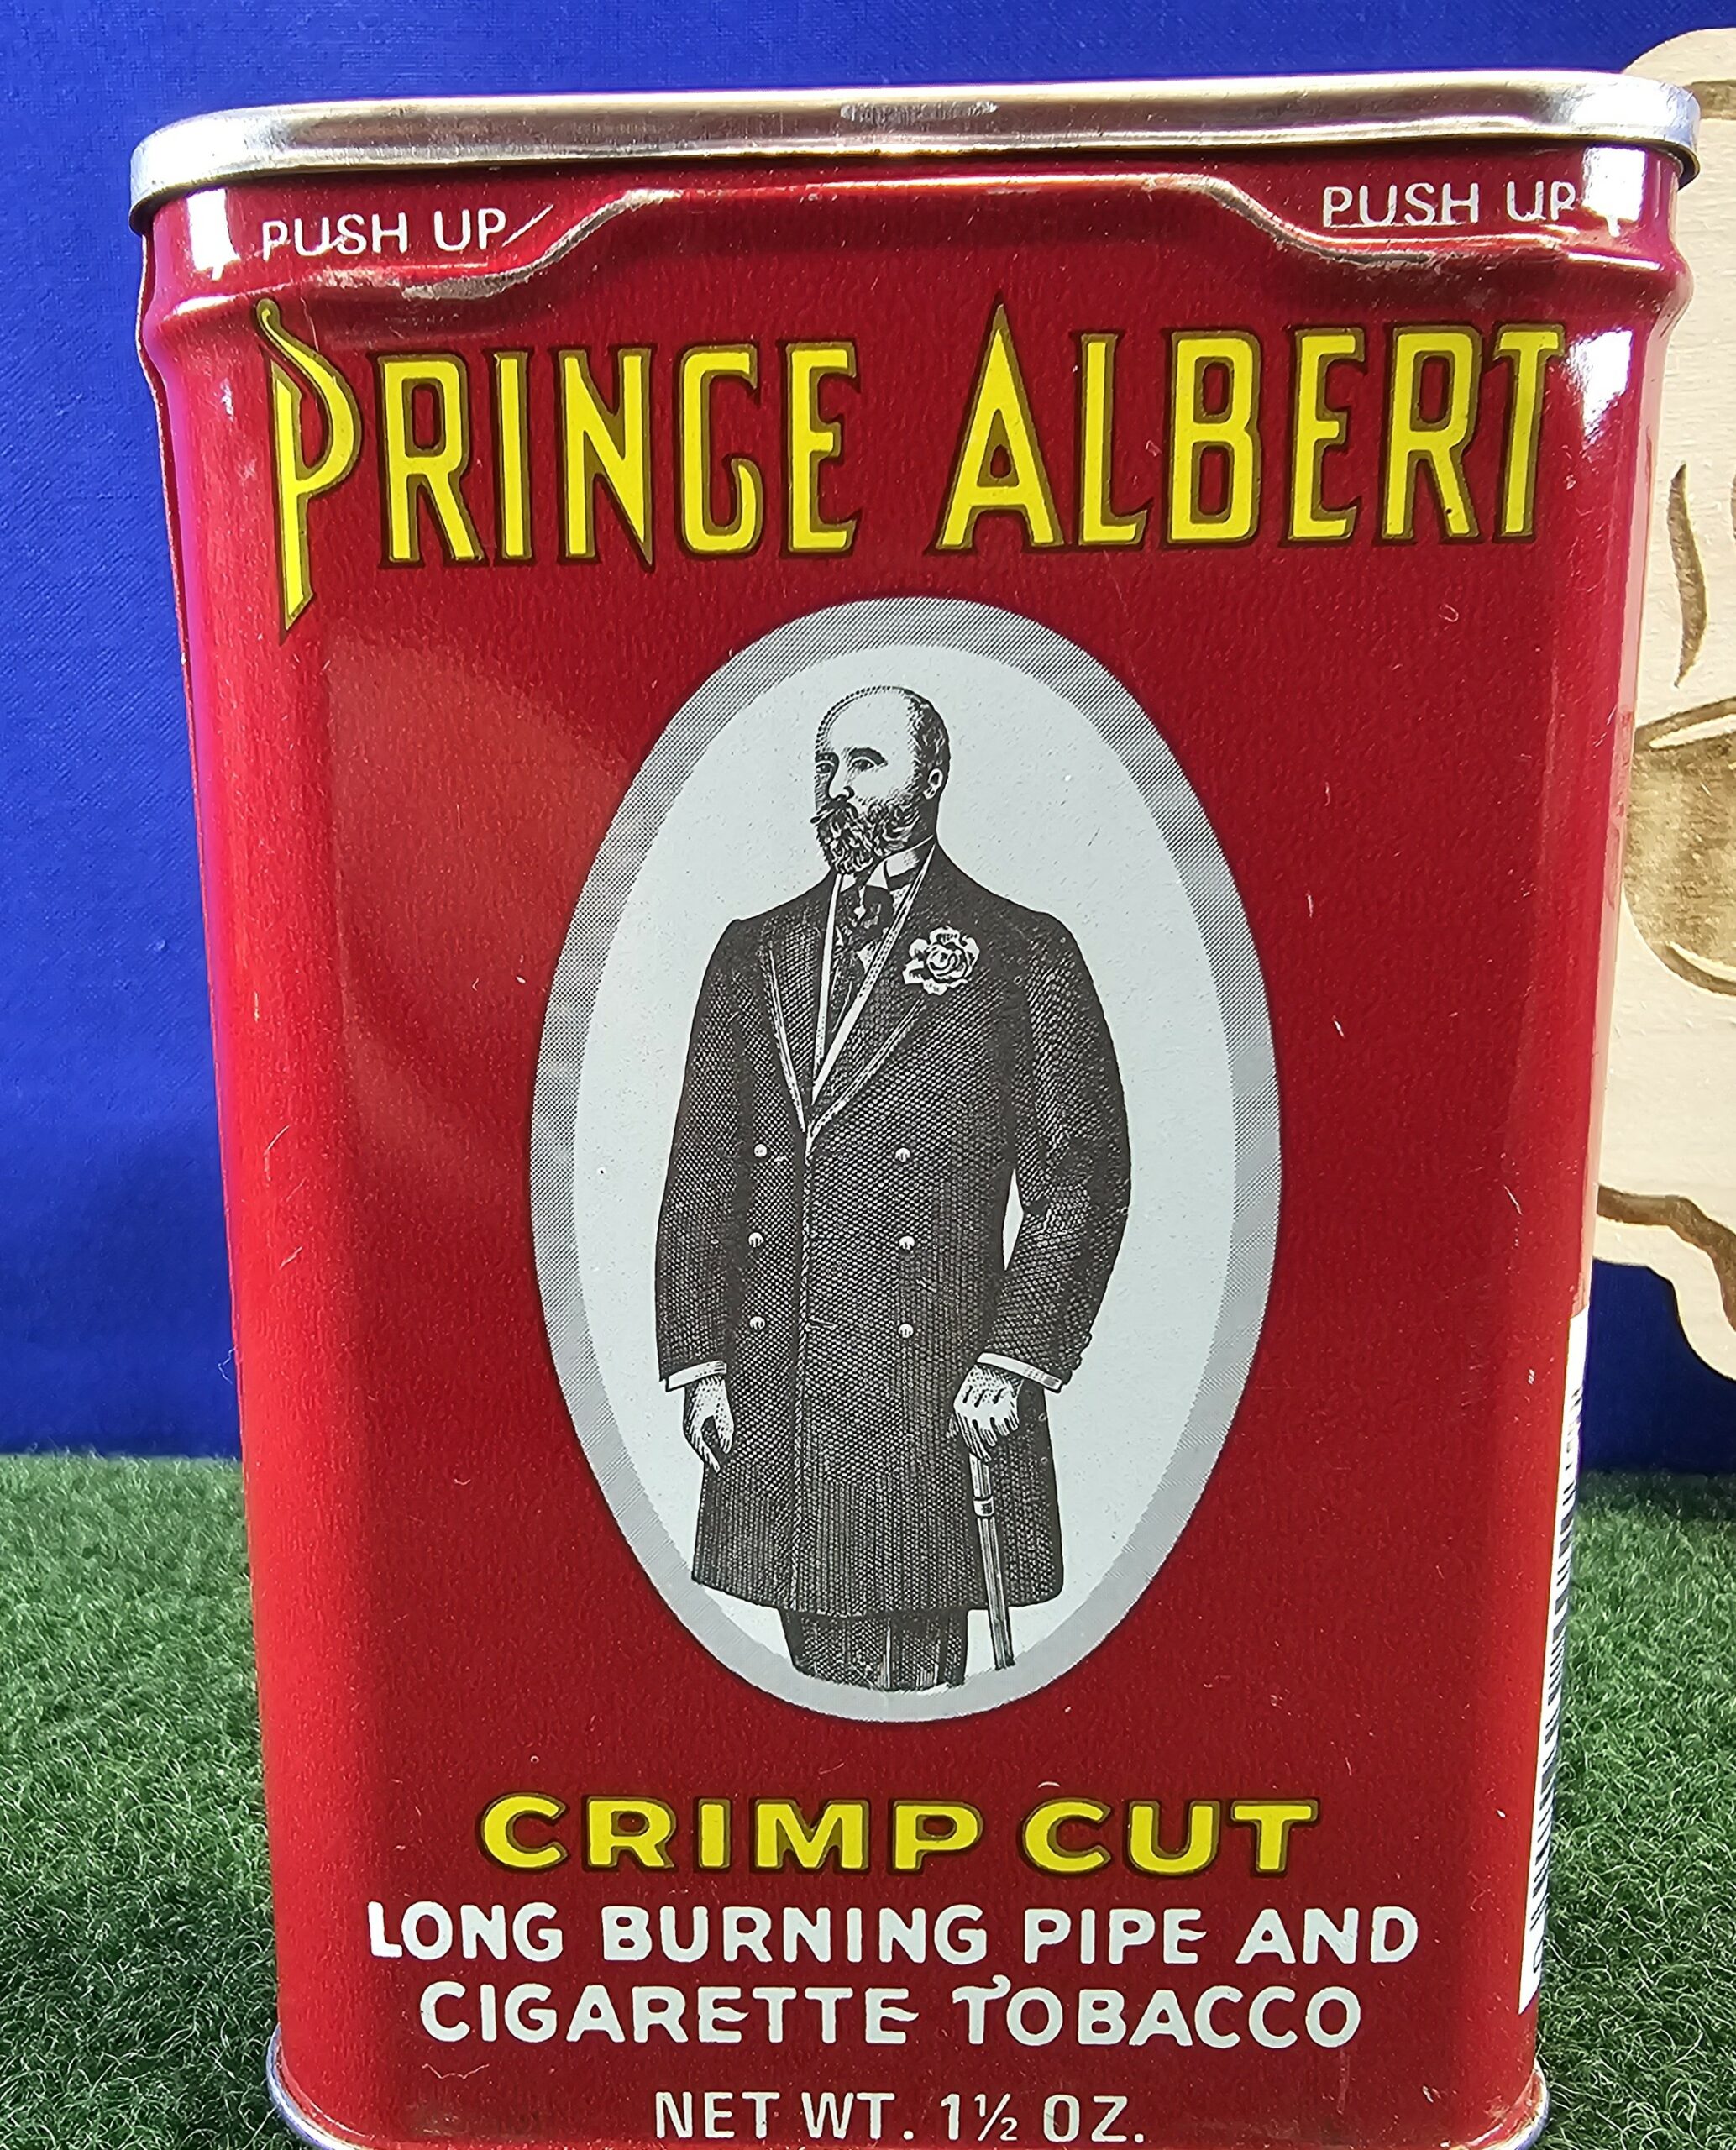 PUSH UP PUSH UP
PRINCE ALBERT
CRIMP CUT
LONG BURNING PIPE AND
CIGARETTE TOBACCO
NET WT. 1½ OZ.